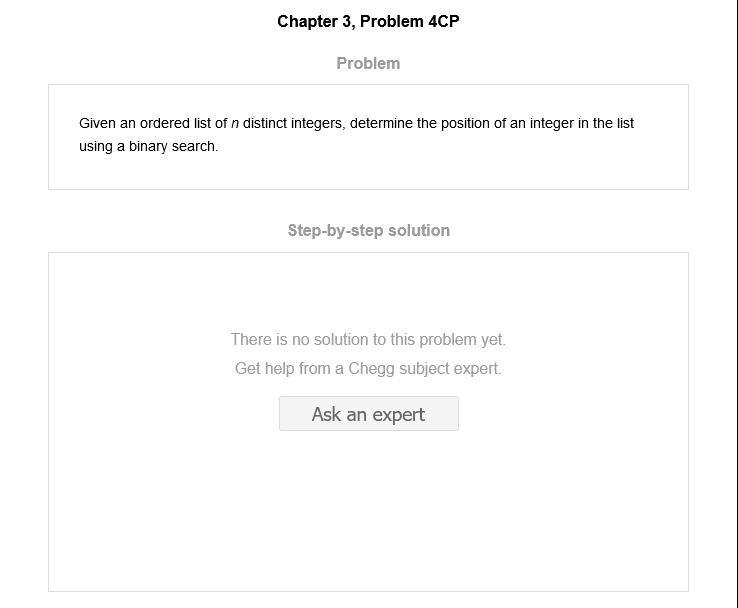 Chapter 3, Problem 4CP
Problem
Given an ordered list of n distinct integers, determine the position of an integer in the list
using a binary search.
Step-by-step solution
There is no solution to this problem yet.
Get help from a Chegg subject expert.
Ask an expert